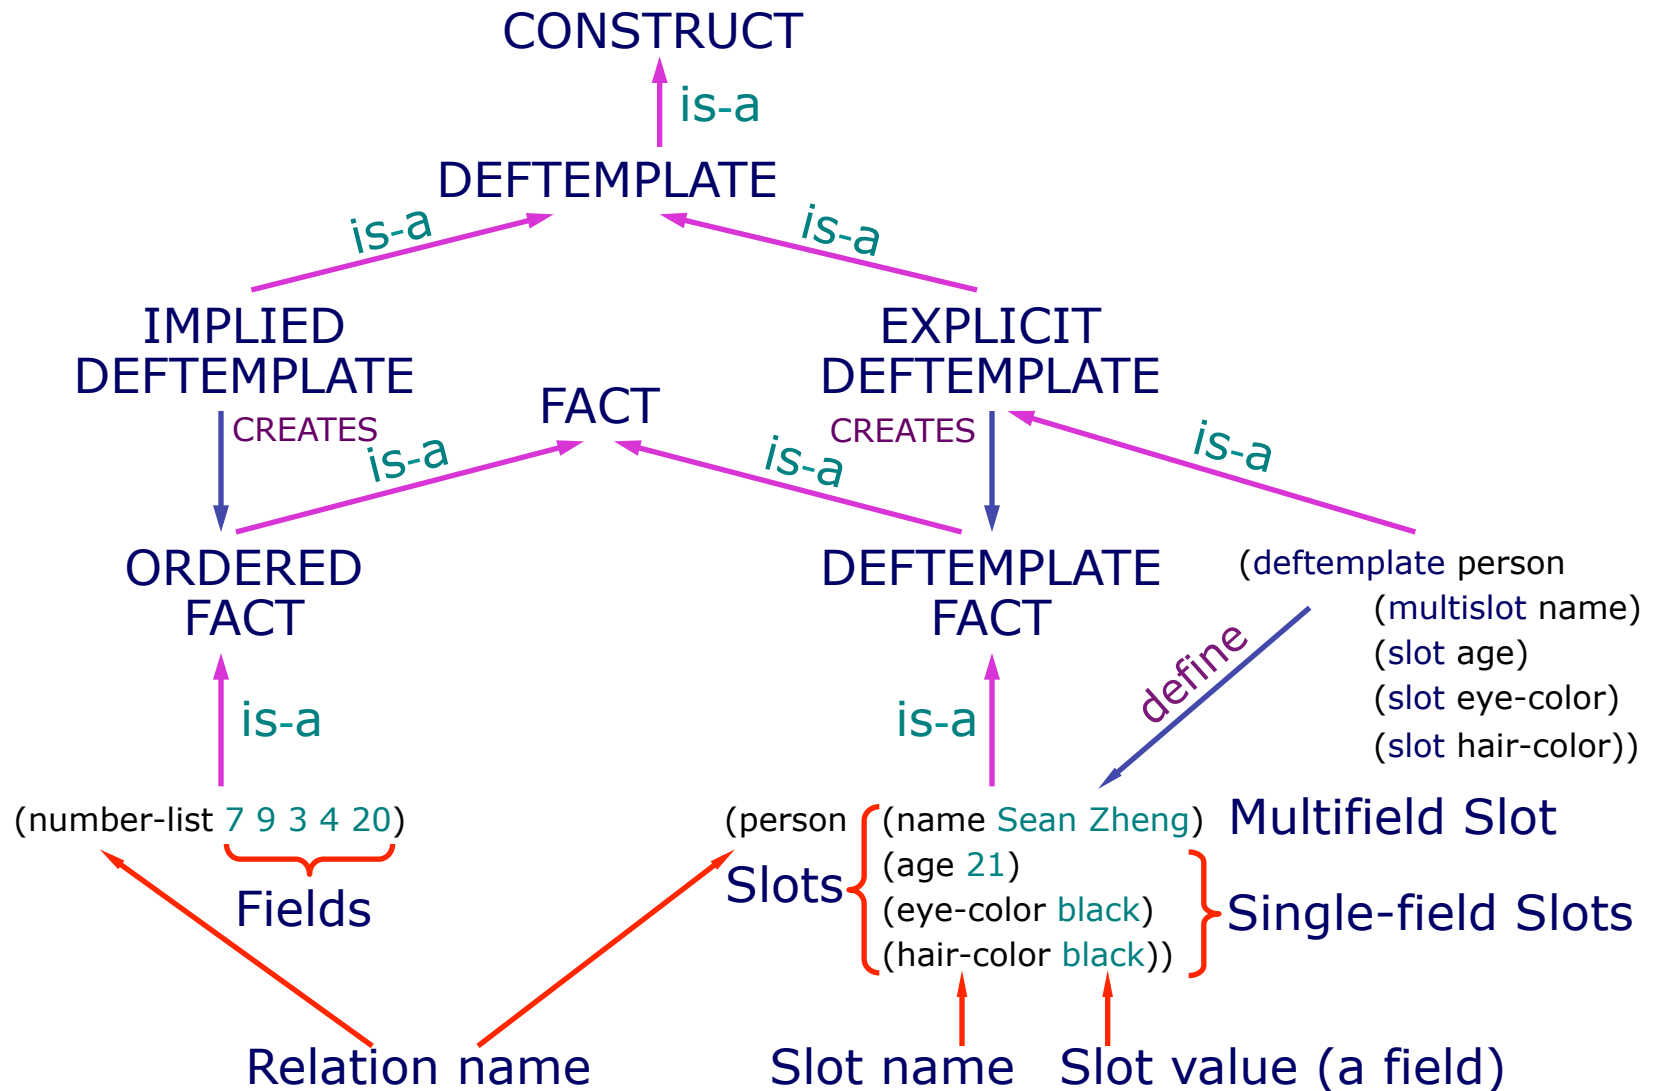 CONSTRUCT
is-a
DEFTEMPLATE
is-a
is-a
IMPLIED
DEFTEMPLATE
EXPLICIT
DEFTEMPLATE
FACT
CREATES
is-a
is-a
CREATES
is-a
ORDERED
FACT
DEFTEMPLATE
FACT
(deftemplate person
(multislot name)
(slot age)
(slot eye-color)
(slot hair-color))
define
is-a
is-a
(number-list 7 9 3 4 20)
Fields
(person (name Sean Zheng)
(age 21)
(eye-color black)
(hair-color black))
Slots
Multifield Slot
Single-field Slots
Relation name
Slot name
Slot value (a field)